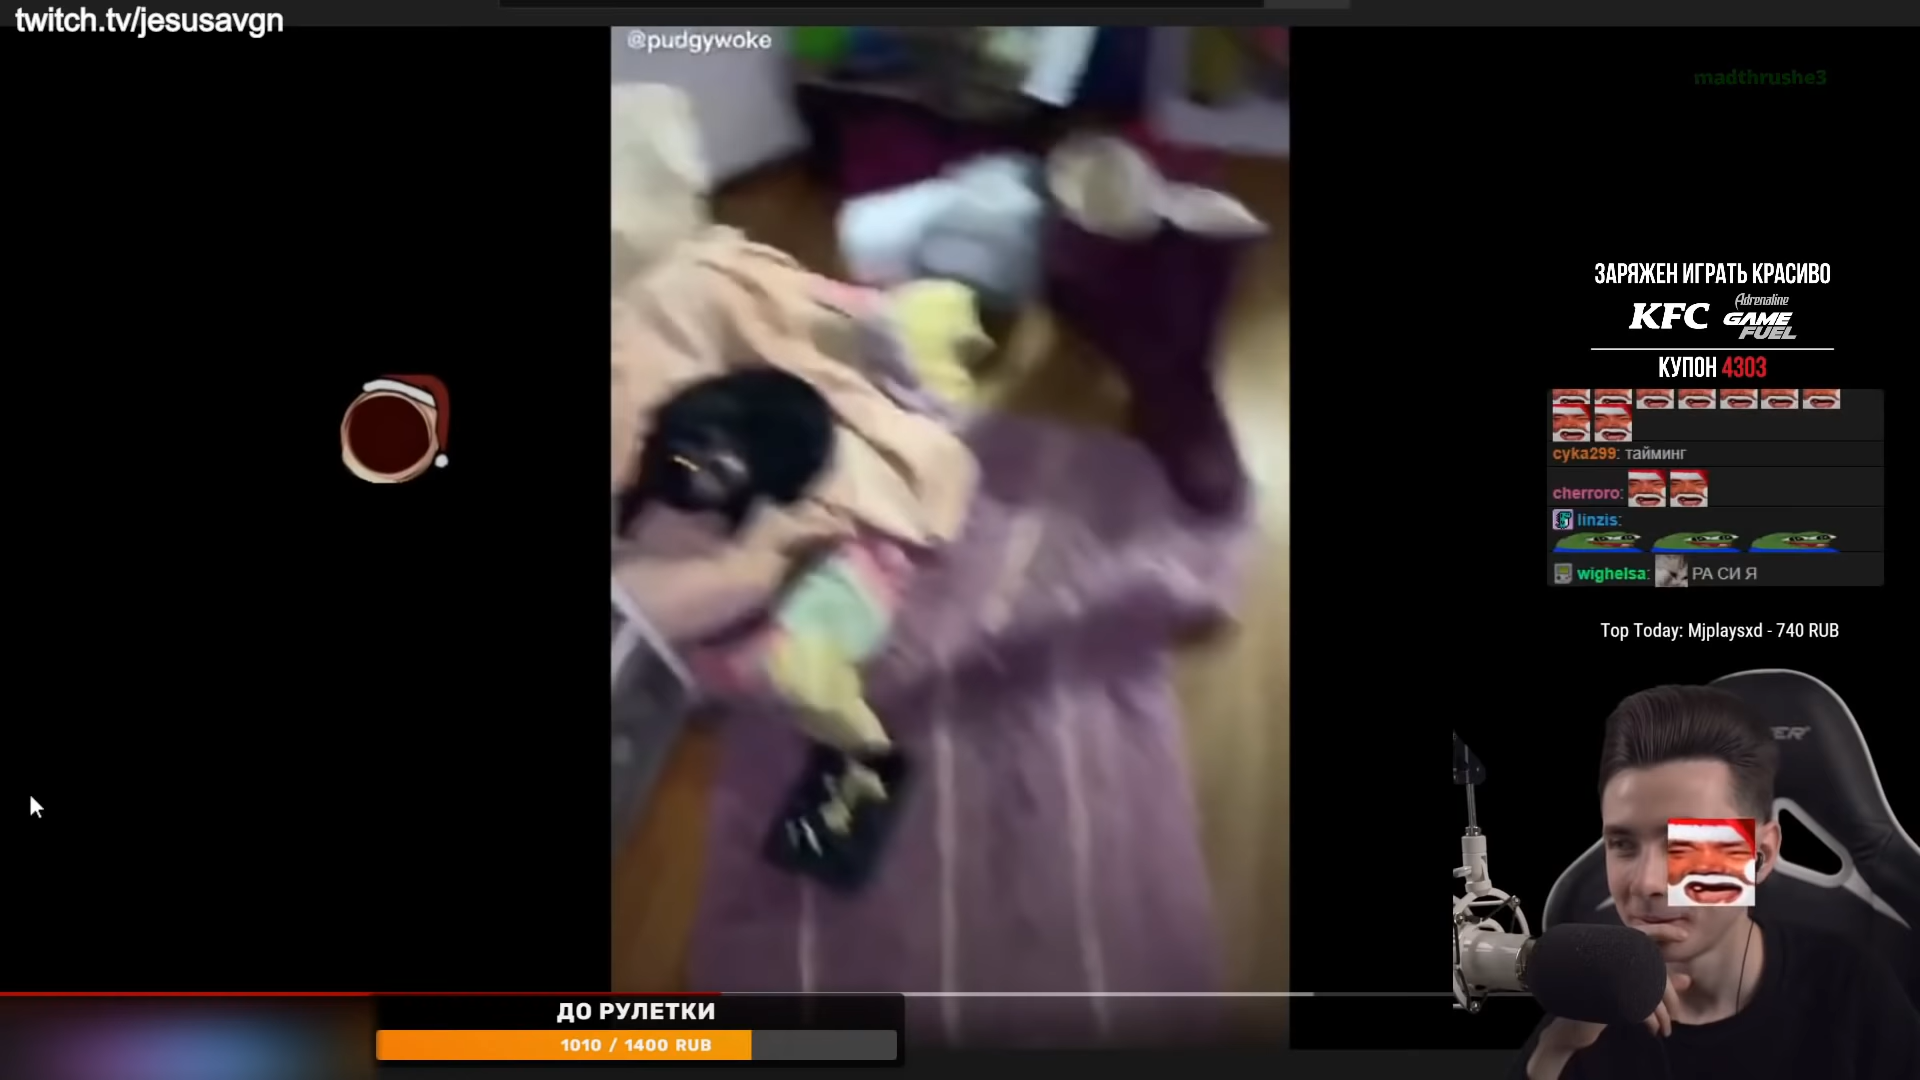 twitch.tv/jesusavgn
@pudgywoke
madthrushe3
ЗАРЯЖЕН ИГРАТЬ КРАСИВО
KFC
Adrenaline
GAME
FUEL
КУПОН 4303
cyka299: тайминг
cherroro:
linzis:
wighelsa: РА СИ Я
Top Today: Mjplaysxd - 740 RUB
ДО РУЛЕТКИ
1010 / 1400 RUB